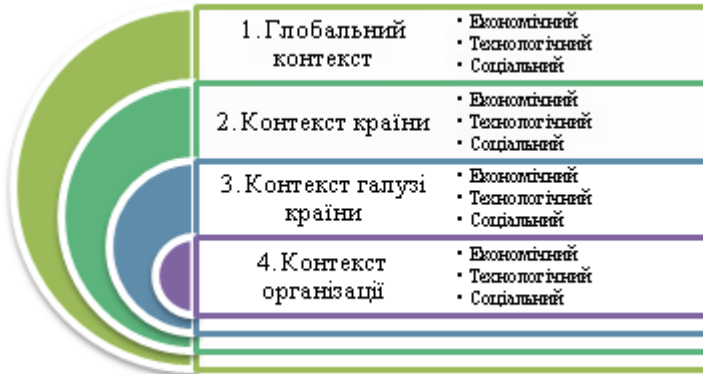 1. Глобальний
контекст
• Економічний
• Технологічний
• Соціальний
2. Контекст країни
• Економічний
• Технологічний
• Соціальний
3. Контекст галузі
країни
• Економічний
• Технологічний
• Соціальний
4. Контекст
організації
• Економічний
• Технологічний
• Соціальний